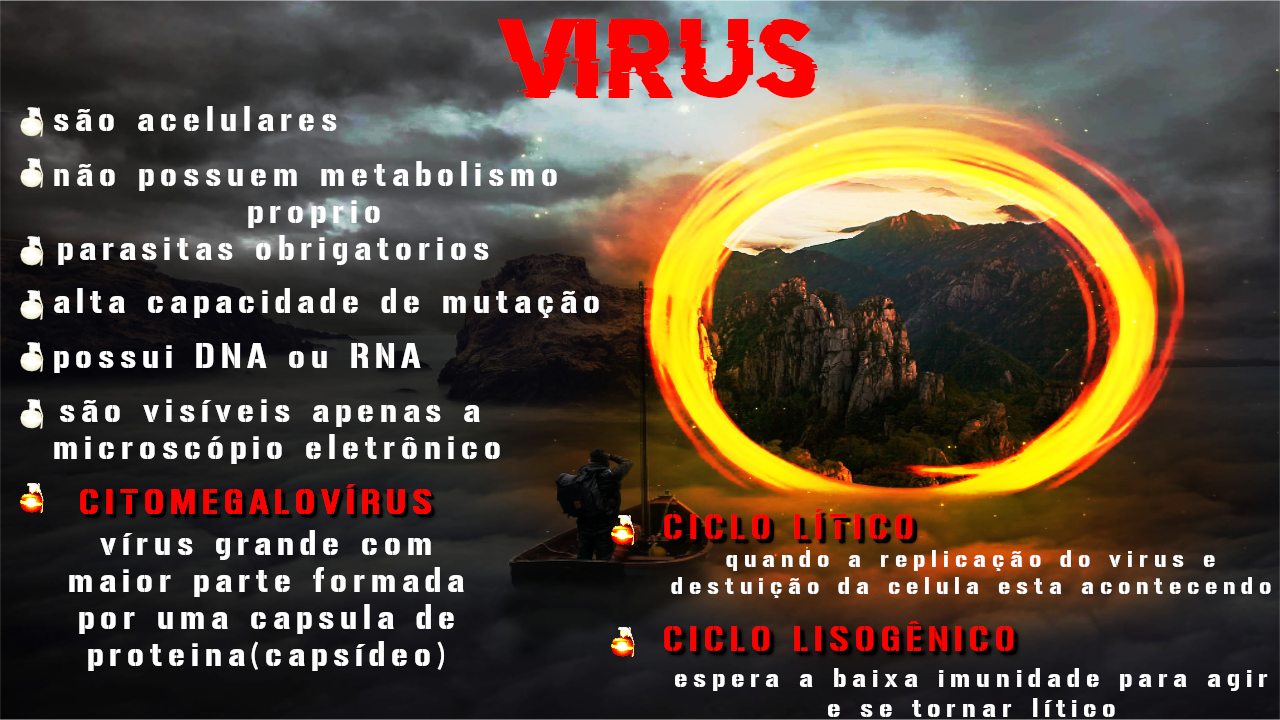 VIRUS
são acelulares
não possuem metabolismo
proprio
parasitas obrigatorios
alta capacidade de mutação
possui DNA ou RNA
são visíveis apenas a
microscópio eletrônico
CITOMEGALOVÍRUS
vírus grande com
maior parte formada
por uma capsula de
proteina(capsídeo)
CICLO LÍTICO
quando a replicação do virus e
destuição da celula esta acontecendo
CICLO LISOGÊNICO
espera a baixa imunidade para agir
e se tornar lítico